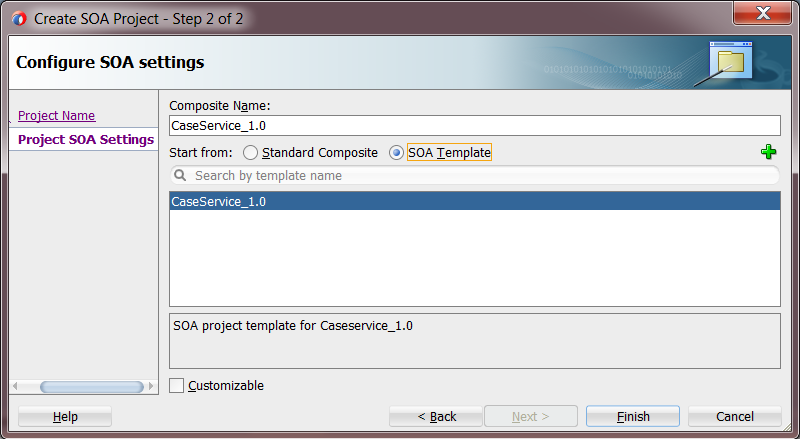 Create SOA Project - Step 2 of 2
Configure SOA settings
Project Name
Project SOA Settings
Composite Name:
CaseService_1.0
Start from: Standard Composite SOA Template
Search by template name
CaseService_1.0
SOA project template for Caseservice_1.0
Customizable
Help < Back Next > Finish Cancel